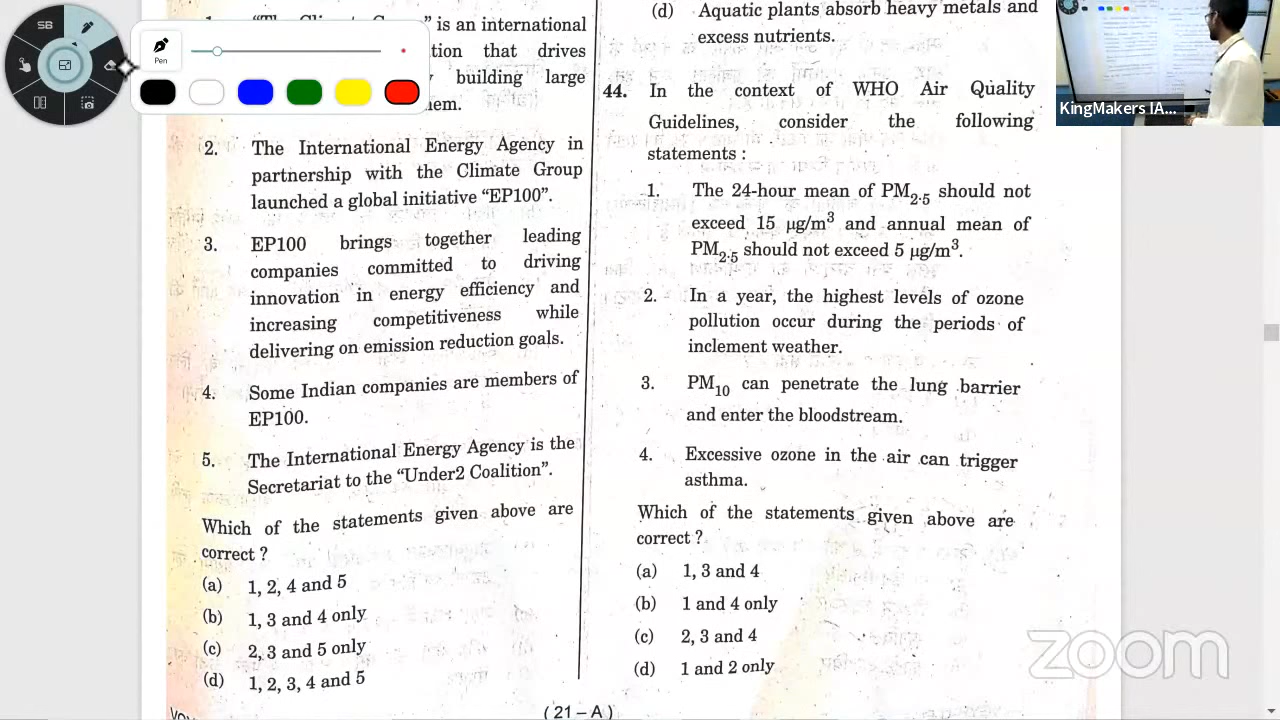 SB
Pen
is an international
that drives
building large
2. The International Energy Agency in
partnership with the Climate Group
launched a global initiative “EP100”.
3. EP100 brings together leading
companies committed to driving
innovation in energy efficiency and
increasing competitiveness while
delivering on emission reduction goals.
4. Some Indian companies are members of
EP100.
5. The International Energy Agency is the
Secretariat to the “Under2 Coalition”.
Which of the statements given above are
correct ?
(a) 1, 2, 4 and 5
(b) 1, 3 and 4 only
(c) 2, 3 and 5 only
(d) 1, 2, 3, 4 and 5
(d) Aquatic plants absorb heavy metals and
excess nutrients.
44. In the context of WHO Air Quality
Guidelines, consider the following
statements :
1. The 24-hour mean of PM2·5 should not
exceed 15 μg/m³ and annual mean of
PM2·5 should not exceed 5 μg/m³.
2. In a year, the highest levels of ozone
pollution occur during the periods of
inclement weather.
3. PM10 can penetrate the lung barrier
and enter the bloodstream.
4. Excessive ozone in the air can trigger
asthma.
Which of the statements given above are
correct ?
(a) 1, 3 and 4
(b) 1 and 4 only
(c) 2, 3 and 4
(d) 1 and 2 only
( 21 – A )
KingMakers IA...
zoom